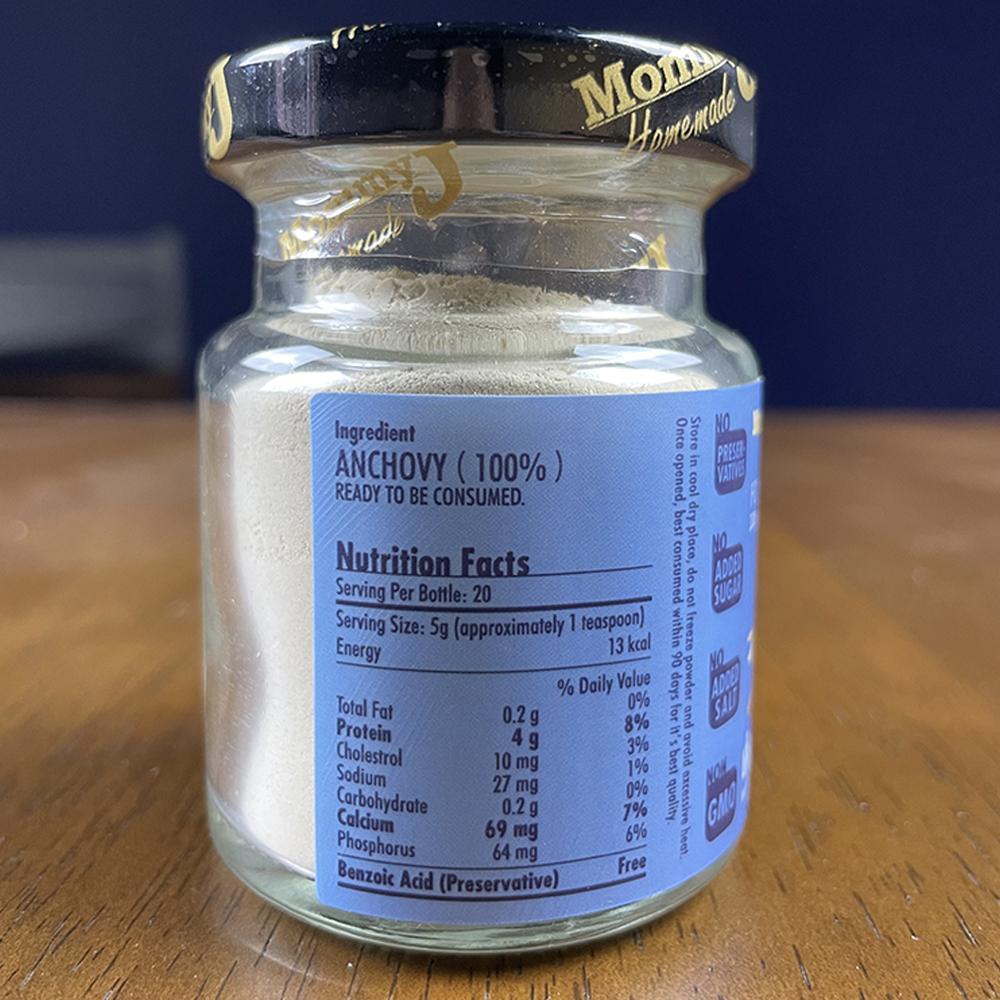 Homemade
Mommy J
made
Ingredient
ANCHOVY ( 100% )
READY TO BE CONSUMED.
Nutrition Facts
Serving Per Bottle: 20
Serving Size: 5g (approximately 1 teaspoon)
Energy 13 kcal
% Daily Value
Total Fat 0.2 g 0%
Protein 4 g 8%
Cholestrol 10 mg 3%
Sodium 27 mg 1%
Carbohydrate 0.2 g 0%
Calcium 69 mg 7%
Phosphorus 64 mg 6%
Benzoic Acid (Preservative) Free
Store in cool dry place, do not freeze powder and avoid excessive heat.
Once opened, best consumed within 90 days for it's best quality.
NO
PRESER-
VATIVES
NO
ADDED
SUGAR
NO
ADDED
SALT
NON
GMO